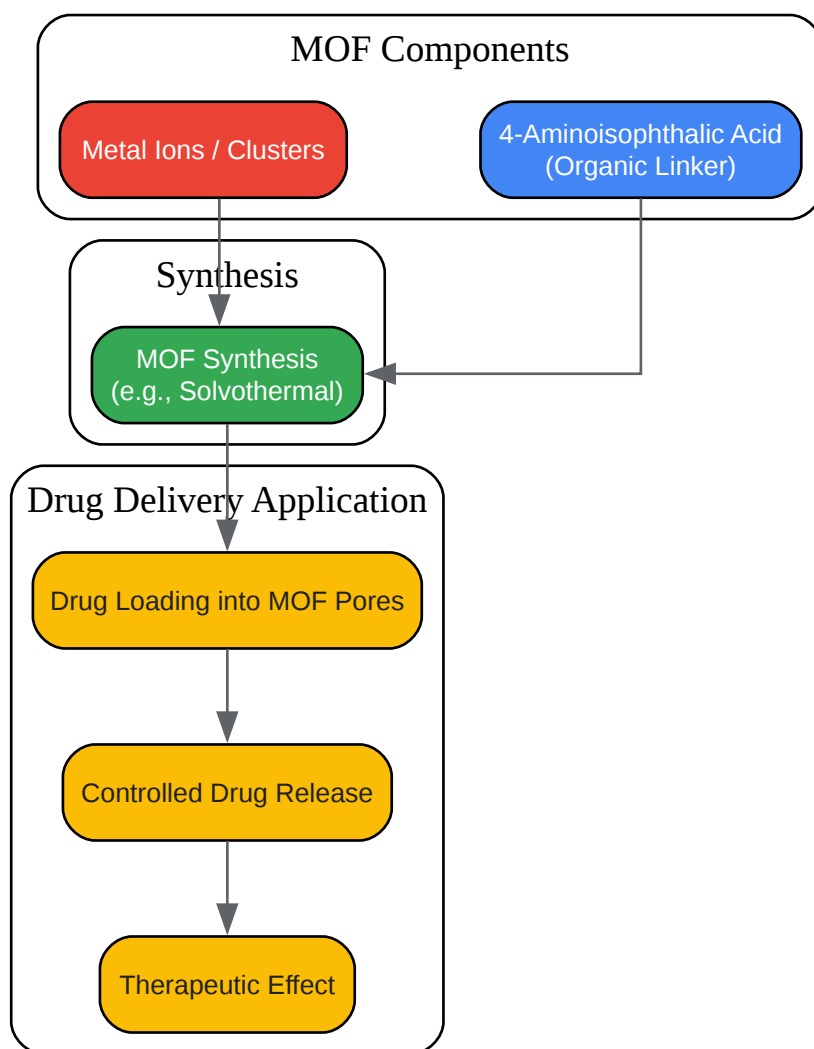 MOF Components
Metal Ions / Clusters
4-Aminoisophthalic Acid
(Organic Linker)
Synthesis
MOF Synthesis
(e.g., Solvothermal)
Drug Delivery Application
Drug Loading into MOF Pores
Controlled Drug Release
Therapeutic Effect